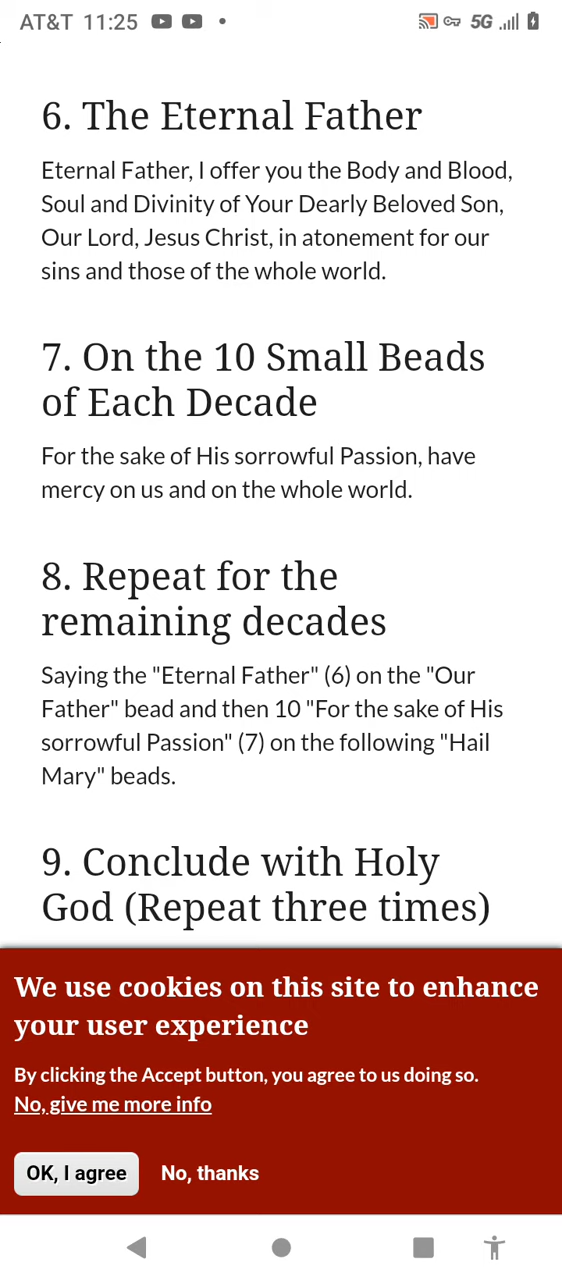 AT&T 11:25
5G
6. The Eternal Father
Eternal Father, I offer you the Body and Blood,
Soul and Divinity of Your Dearly Beloved Son,
Our Lord, Jesus Christ, in atonement for our
sins and those of the whole world.
7. On the 10 Small Beads
of Each Decade
For the sake of His sorrowful Passion, have
mercy on us and on the whole world.
8. Repeat for the
remaining decades
Saying the "Eternal Father" (6) on the "Our
Father" bead and then 10 "For the sake of His
sorrowful Passion" (7) on the following "Hail
Mary" beads.
9. Conclude with Holy
God (Repeat three times)
We use cookies on this site to enhance
your user experience
By clicking the Accept button, you agree to us doing so.
No, give me more info
OK, I agree No, thanks